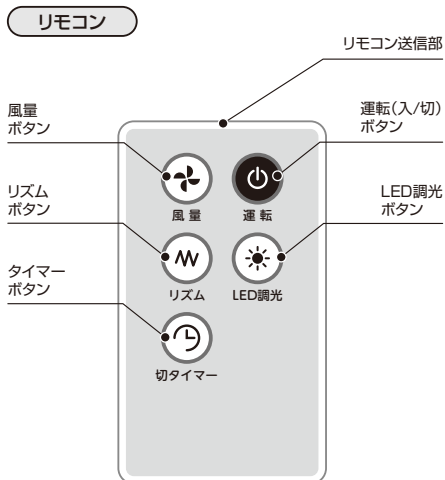 リモコン
リモコン送信部
風量
ボタン
運転(入/切)
ボタン
リズム
ボタン
LED調光
ボタン
タイマー
ボタン
風量
運転
リズム
LED調光
切タイマー